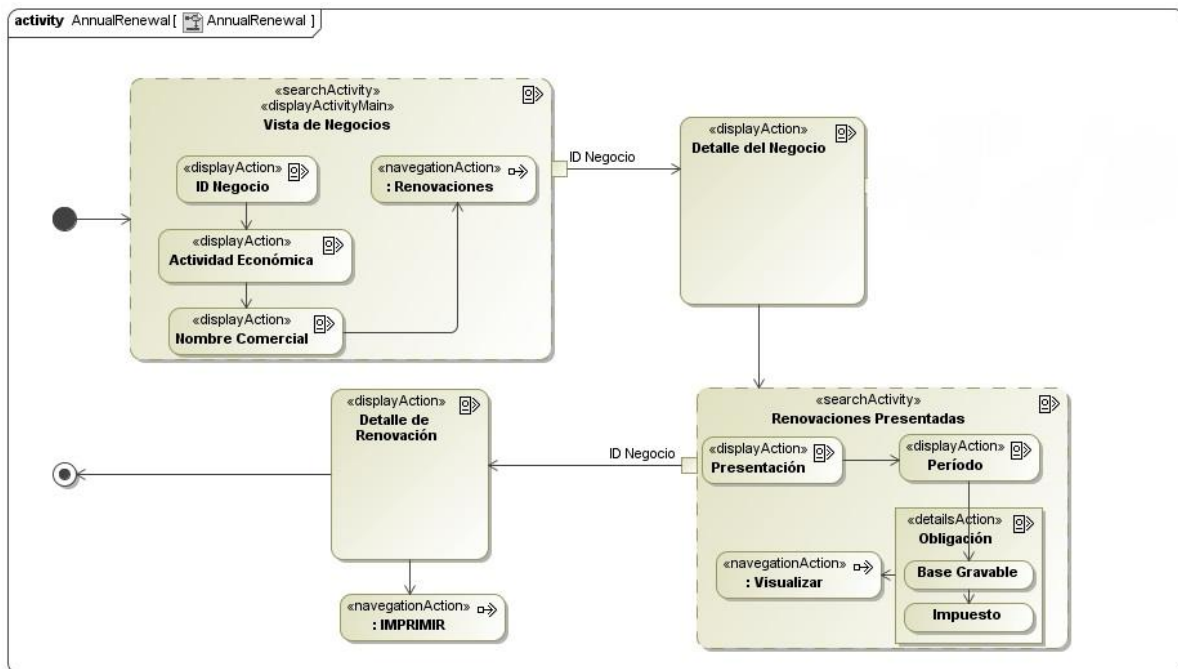 activity AnnualRenewal [ AnnualRenewal ]
«searchActivity»
«displayActivityMain»
Vista de Negocios
«displayAction»
ID Negocio
«navigationAction»
: Renovaciones
«displayAction»
Actividad Económica
«displayAction»
Nombre Comercial
ID Negocio
«displayAction»
Detalle del Negocio
«searchActivity»
Renovaciones Presentadas
«displayAction»
Presentación
«displayAction»
Período
«detailsAction»
Obligación
Base Gravable
Impuesto
«navigationAction»
: Visualizar
ID Negocio
«displayAction»
Detalle de
Renovación
«navigationAction»
: IMPRIMIR